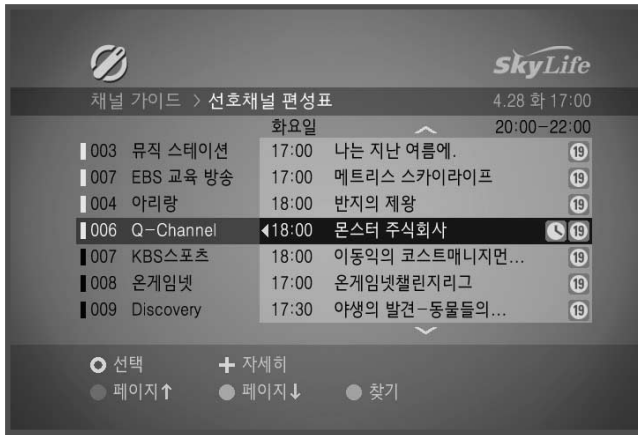 SkyLife
채널 가이드 > 선호채널 편성표 4.28 화 17:00
화요일 20:00-22:00
003 뮤직 스테이션 17:00 나는 지난 여름에. 19
007 EBS 교육 방송 17:00 메트리스 스카이라이프 19
004 아리랑 18:00 반지의 제왕 19
006 Q-Channel 18:00 몬스터 주식회사 19
007 KBS스포츠 18:00 이동익의 코스트매니지먼... 19
008 온게임넷 17:00 온게임넷챌린지리그 19
009 Discovery 17:30 야생의 발견-동물들의... 19
선택 자세히
페이지↑ 페이지↓ 찾기